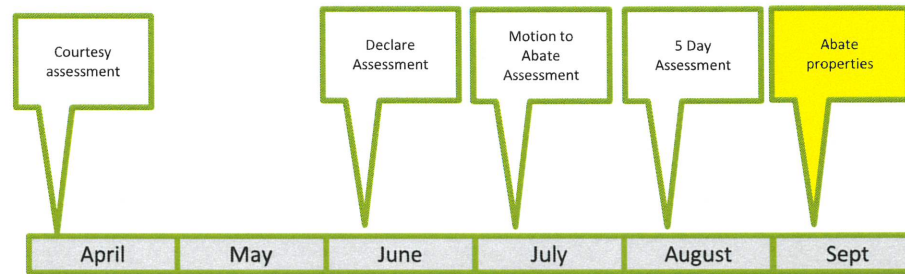 Courtesy
assessment
Declare
Assessment
Motion to
Abate
Assessment
5 Day
Assessment
Abate
properties
April May June July August Sept